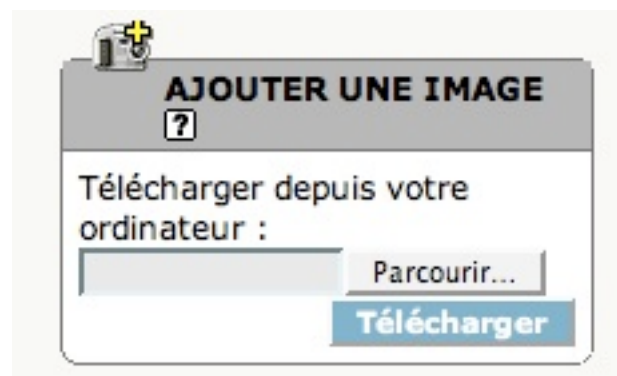 AJOUTER UNE IMAGE
?
Télécharger depuis votre
ordinateur :
Parcourir...
Télécharger